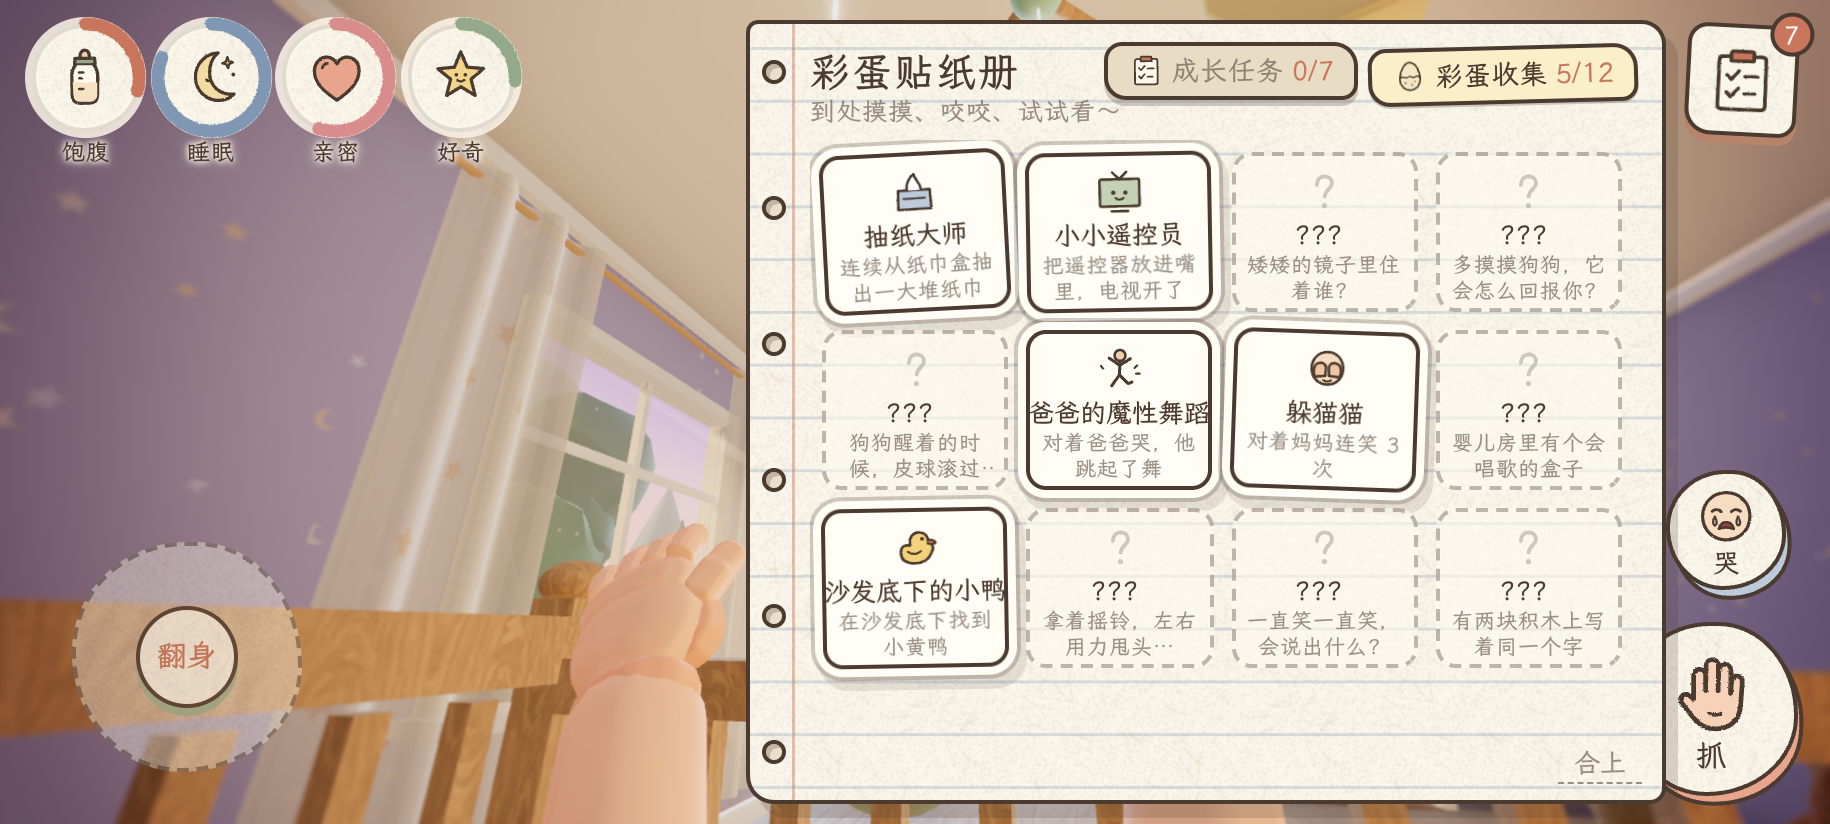 饱腹
睡眠
亲密
好奇
彩蛋贴纸册
成长任务 0/7
彩蛋收集 5/12
7
到处摸摸、咬咬、试试看～
抽纸大师
连续从纸巾盒抽
出一大堆纸巾
小小遥控员
把遥控器放进嘴
里，电视开了
?
???
矮矮的镜子里住
着谁？
?
???
多摸摸狗狗，它
会怎么回报你？
?
???
狗狗醒着的时
候，皮球滚过…
爸爸的魔性舞蹈
对着爸爸哭，他
跳起了舞
躲猫猫
对着妈妈连笑 3
次
?
???
婴儿房里有个会
唱歌的盒子
沙发底下的小鸭
在沙发底下找到
小黄鸭
?
???
拿着摇铃，左右
用力甩头…
?
???
一直笑一直笑，
会说出什么？
?
???
有两块积木上写
着同一个字
合上
翻身
哭
抓